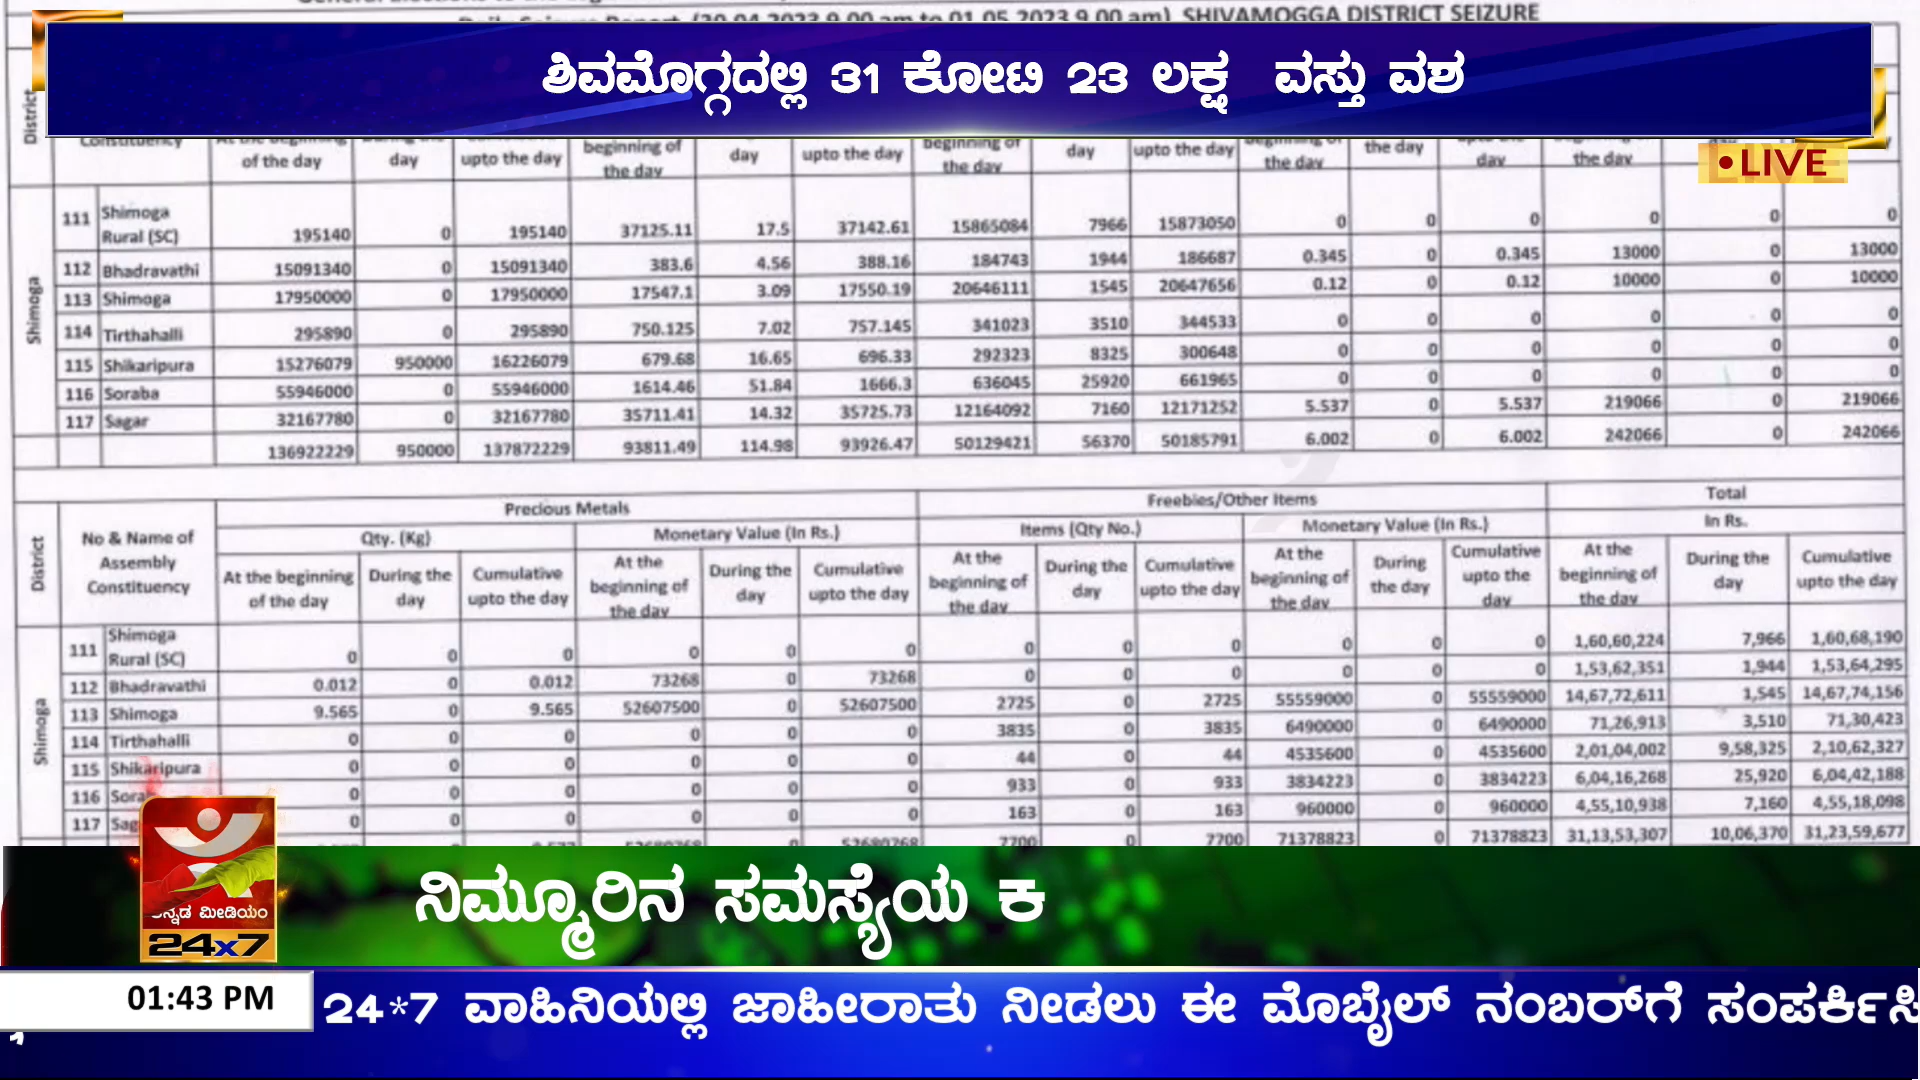 Daily Seizure Report (30.04.2023 9.00 am to 01.05.2023 9.00 am) SHIVAMOGGA DISTRICT SEIZURE
ಶಿವಮೊಗ್ಗದಲ್ಲಿ 31 ಕೋಟಿ 23 ಲಕ್ಷ ವಸ್ತು ವಶ
• LIVE
District Constituency of the day day upto the day beginning of the day day upto the day beginning of the day day upto the day the day the day day the day
Shimoga
111 Shimoga Rural (SC) 195140 0 195140 37125.11 17.5 37142.61 15865084 7966 15873050 0 0 0 0 0 0
112 Bhadravathi 15091340 0 15091340 383.6 4.56 388.16 184743 1944 186687 0.345 0 0.345 13000 0 13000
113 Shimoga 17950000 0 17950000 17547.1 3.09 17550.19 20646111 1545 20647656 0.12 0 0.12 10000 0 10000
114 Tirthahalli 295890 0 295890 750.125 7.02 757.145 341023 3510 344533 0 0 0 0 0 0
115 Shikaripura 15276079 950000 16226079 679.68 16.65 696.33 292323 8325 300648 0 0 0 0 0 0
116 Soraba 55946000 0 55946000 1614.46 51.84 1666.3 636045 25920 661965 0 0 0 0 0 0
117 Sagar 32167780 0 32167780 35711.41 14.32 35725.73 12164092 7160 12171252 5.537 0 5.537 219066 0 219066
136922229 950000 137872229 93811.49 114.98 93926.47 50129421 56370 50185791 6.002 0 6.002 242066 0 242066
District No & Name of Assembly Constituency Precious Metals Freebies/Other Items Total
Qty. (Kg) Monetary Value (In Rs.) Items (Qty No.) Monetary Value (In Rs.) In Rs.
At the beginning of the day During the day Cumulative upto the day At the beginning of the day During the day Cumulative upto the day At the beginning of the day During the day Cumulative upto the day At the beginning of the day During the day Cumulative upto the day At the beginning of the day During the day Cumulative upto the day
Shimoga
111 Shimoga Rural (SC) 0 0 0 0 0 0 0 0 0 0 0 0 1,60,60,224 7,966 1,60,68,190
112 Bhadravathi 0.012 0 0.012 73268 0 73268 0 0 0 0 0 0 1,53,62,351 1,944 1,53,64,295
113 Shimoga 9.565 0 9.565 52607500 0 52607500 2725 0 2725 55559000 0 55559000 14,67,72,611 1,545 14,67,74,156
114 Tirthahalli 0 0 0 0 0 0 3835 0 3835 6490000 0 6490000 71,26,913 3,510 71,30,423
115 Shikaripura 0 0 0 0 0 0 44 0 44 4535600 0 4535600 2,01,04,002 9,58,325 2,10,62,327
116 0 0 0 0 0 0 933 0 933 3834223 0 3834223 6,04,16,268 25,920 6,04,42,188
117 0 0 0 0 0 0 163 0 163 960000 0 960000 4,55,10,938 7,160 4,55,18,098
0 7700 0 7700 71378823 0 71378823 31,13,53,307 10,06,370 31,23,59,677
ನಿಮ್ಮೂರಿನ ಸಮಸ್ಯೆಯ ಕ
ಕನ್ನಡ ಮೀಡಿಯಂ
24x7
01:43 PM
24*7 ವಾಹಿನಿಯಲ್ಲಿ ಜಾಹೀರಾತು ನೀಡಲು ಈ ಮೊಬೈಲ್ ನಂಬರ್‌ಗೆ ಸಂಪರ್ಕಿಸಿ